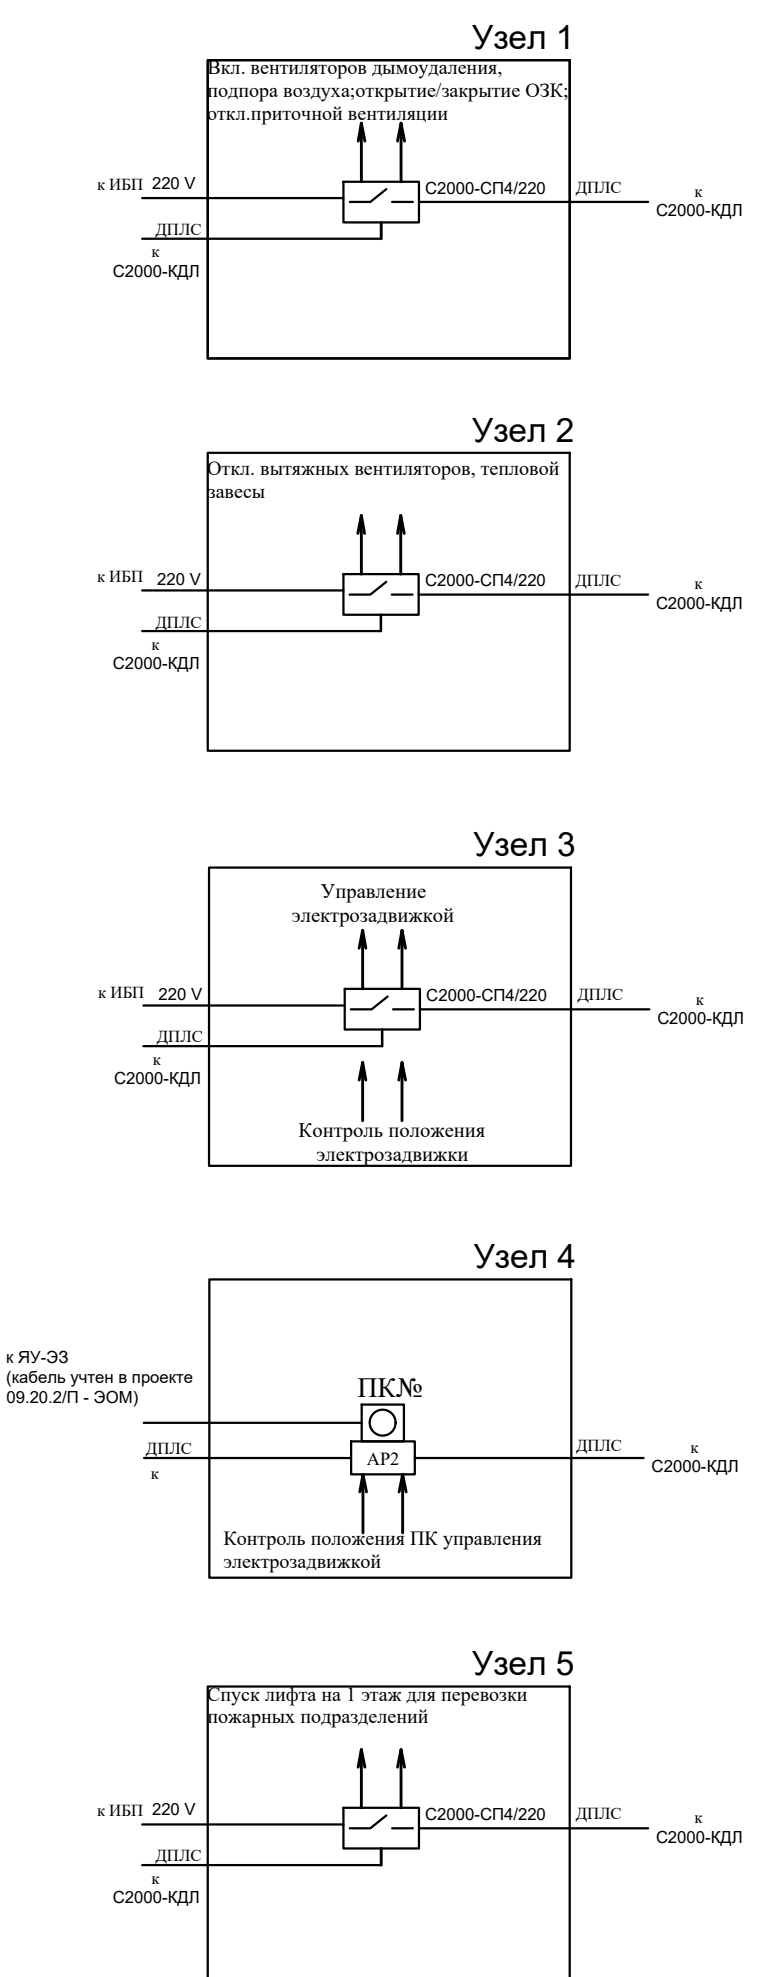 Узел 1
Вкл. вентиляторов дымоудаления,
подпора воздуха;открытие/закрытие ОЗК;
откл.приточной вентиляции
к ИБП 220 V
С2000-СП4/220
ДПЛС
к
С2000-КДЛ
ДПЛС
к
С2000-КДЛ
Узел 2
Откл. вытяжных вентиляторов, тепловой
завесы
к ИБП 220 V
С2000-СП4/220
ДПЛС
к
С2000-КДЛ
ДПЛС
к
С2000-КДЛ
Узел 3
Управление
электрозадвижкой
к ИБП 220 V
С2000-СП4/220
ДПЛС
к
С2000-КДЛ
ДПЛС
к
С2000-КДЛ
Контроль положения
электрозадвижки
Узел 4
к ЯУ-ЭЗ
(кабель учтен в проекте
09.20.2/П - ЭОМ)
ПК№
ДПЛС
к
АР2
ДПЛС
к
С2000-КДЛ
Контроль положения ПК управления
электрозадвижкой
Узел 5
Спуск лифта на 1 этаж для перевозки
пожарных подразделений
к ИБП 220 V
С2000-СП4/220
ДПЛС
к
С2000-КДЛ
ДПЛС
к
С2000-КДЛ